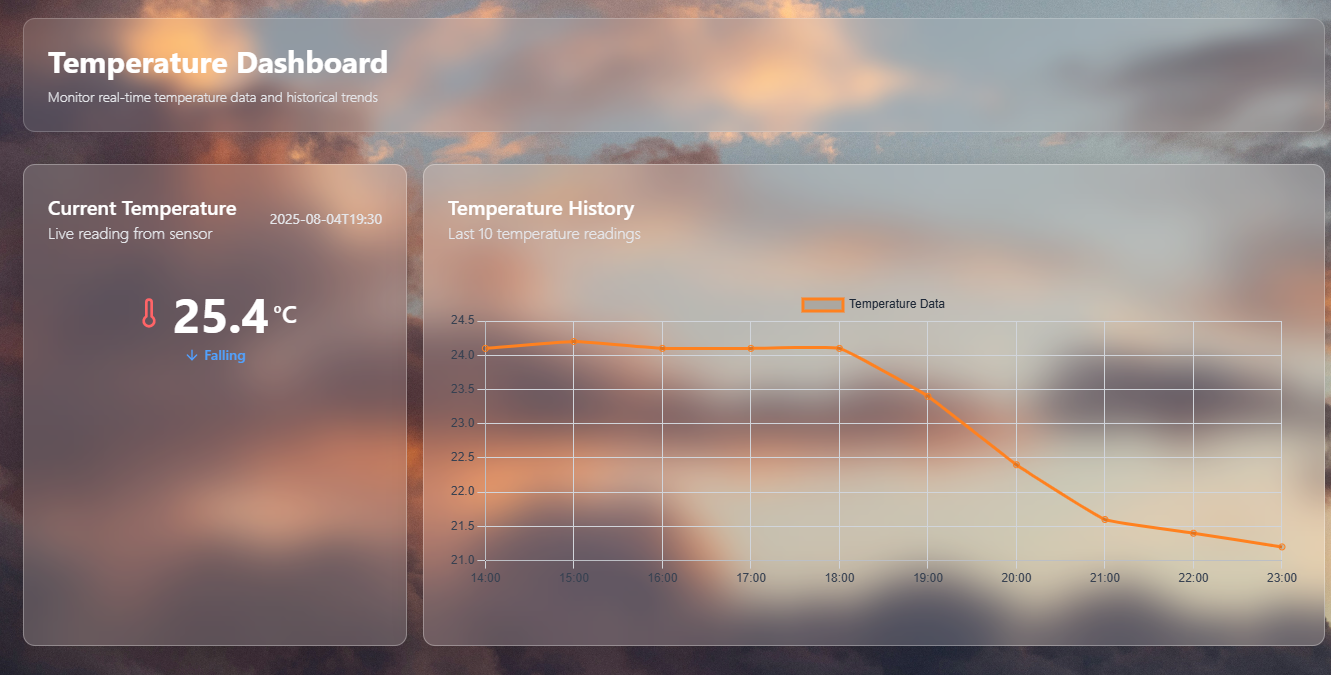 Temperature Dashboard
Monitor real-time temperature data and historical trends
Current Temperature
Live reading from sensor
2025-08-04T19:30
25.4 °C
↓ Falling
Temperature History
Last 10 temperature readings
Temperature Data
24.5
24.0
23.5
23.0
22.5
22.0
21.5
21.0
14:00 15:00 16:00 17:00 18:00 19:00 20:00 21:00 22:00 23:00